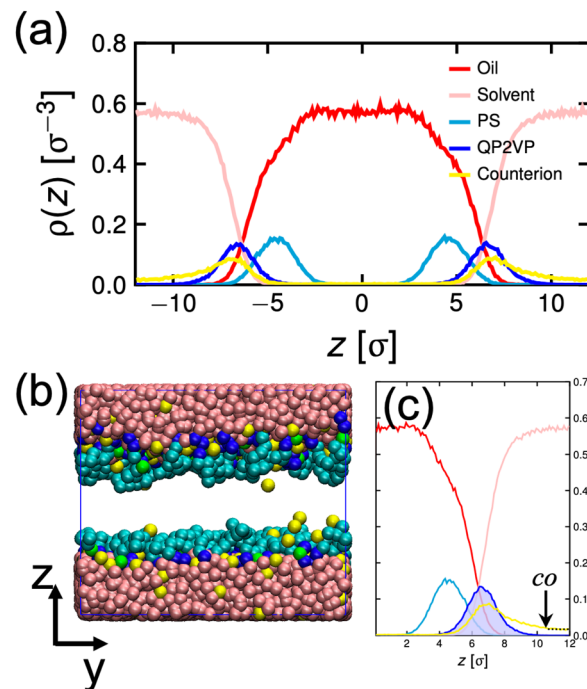 (a)
0.8
0.6
0.4
0.2
0.0
ρ(z) [σ⁻³]
Oil
Solvent
PS
QP2VP
Counterion
−10 −5 0 5 10
z [σ]
(b)
z
y
(c)
0.7
0.6
0.5
0.4
0.3
0.2
0.1
0.0
co
2 4 6 8 10 12
z [σ]